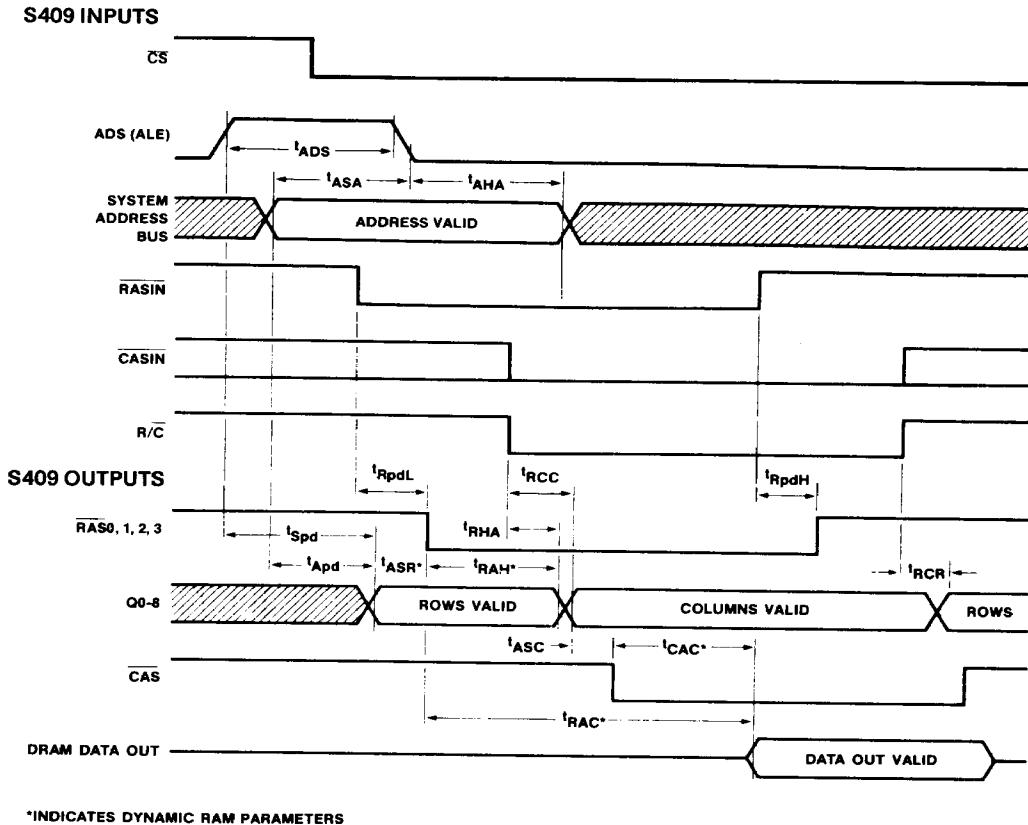 S409 INPUTS
CS
ADS (ALE)
tADS
tASA
tAHA
SYSTEM
ADDRESS
BUS
ADDRESS VALID
RASIN
CASIN
R/C
tRpdL
tRCC
tRpdH
S409 OUTPUTS
RAS0, 1, 2, 3
tSpd
tRHA
tApd
tASR*
tRAH*
tRCR
Q0-8
ROWS VALID
COLUMNS VALID
ROWS
tASC
tCAC*
CAS
tRAC*
DRAM DATA OUT
DATA OUT VALID
*INDICATES DYNAMIC RAM PARAMETERS